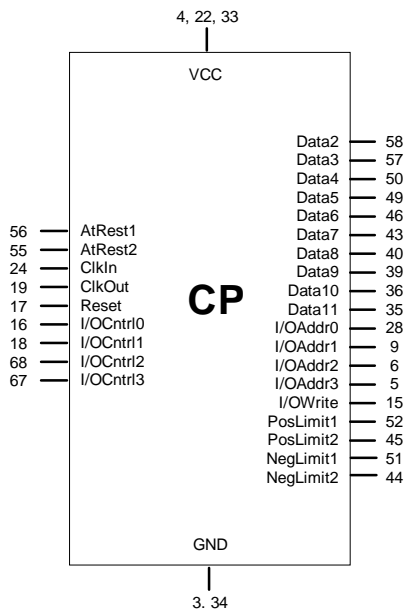 4, 22, 33
VCC
Data2 58
Data3 57
Data4 50
Data5 49
Data6 46
Data7 43
Data8 40
Data9 39
Data10 36
Data11 35
I/OAddr0 28
I/OAddr1 9
I/OAddr2 6
I/OAddr3 5
I/OWrite 15
PosLimit1 52
PosLimit2 45
NegLimit1 51
NegLimit2 44
56 AtRest1
55 AtRest2
24 ClkIn
19 ClkOut
17 Reset
16 I/OCntrl0
18 I/OCntrl1
68 I/OCntrl2
67 I/OCntrl3
CP
GND
3. 34